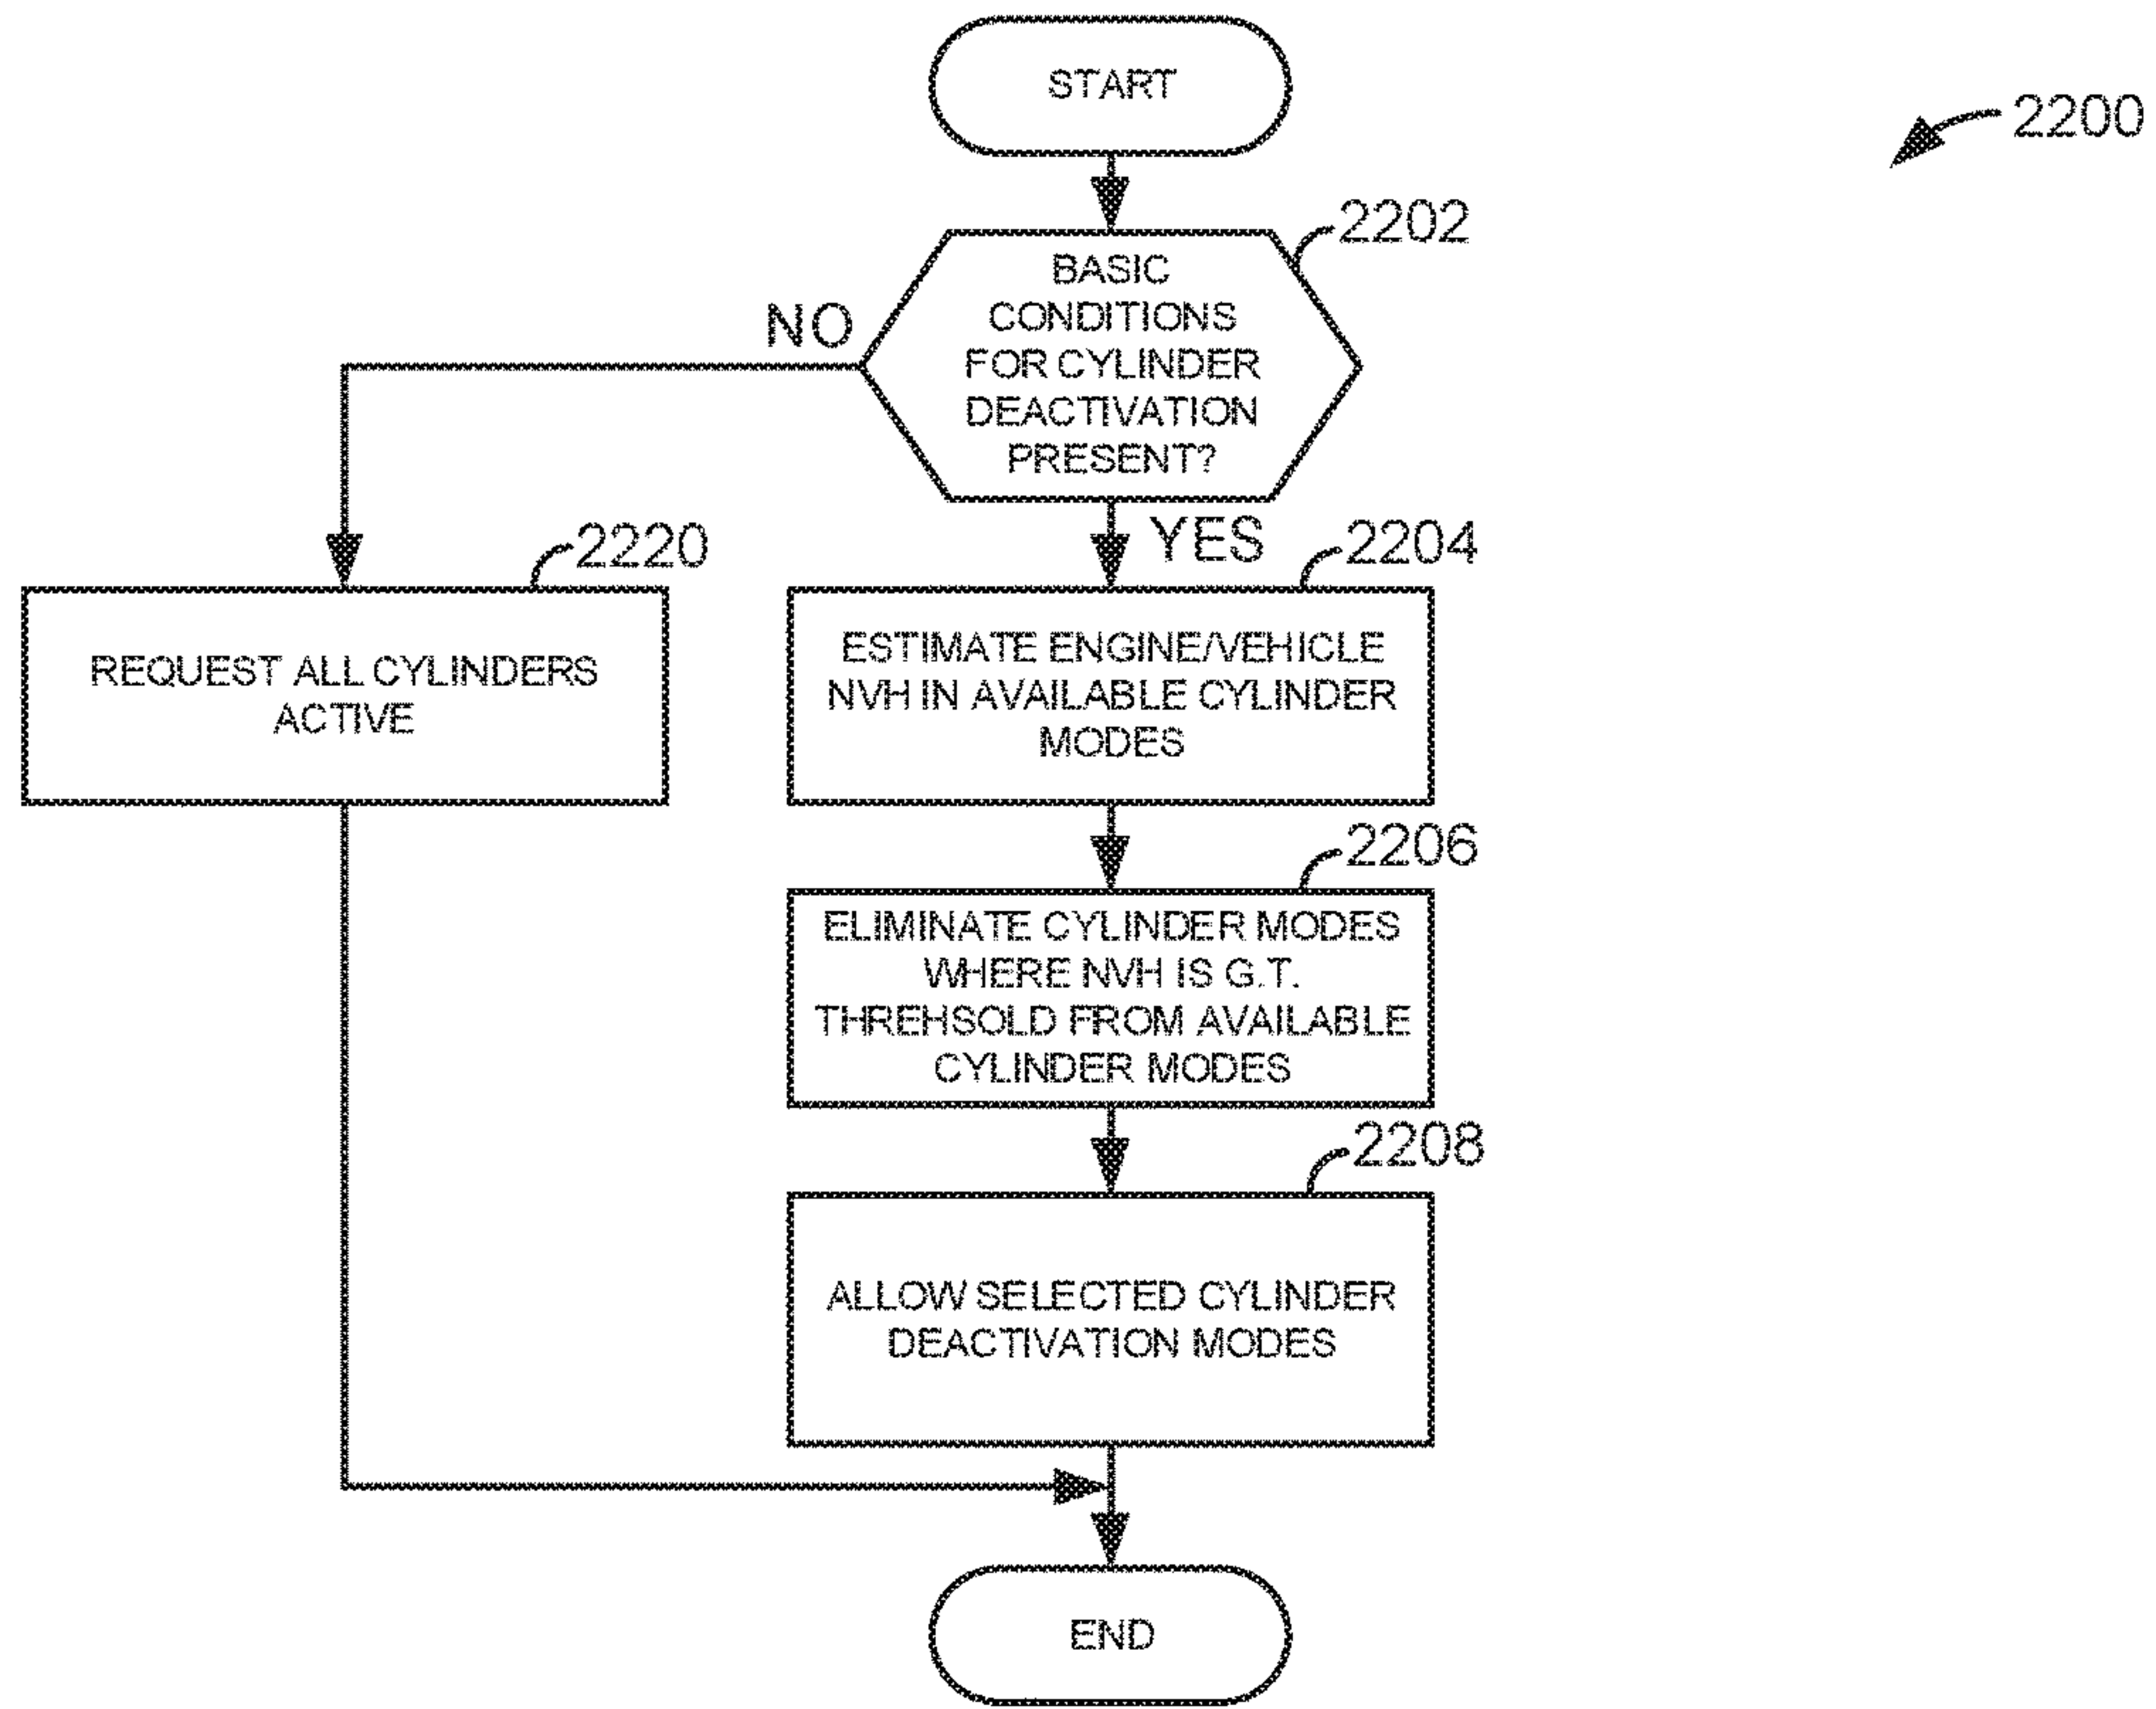 START
2200
2202
BASIC
CONDITIONS
FOR CYLINDER
DEACTIVATION
PRESENT?
NO
YES
2220
REQUEST ALL CYLINDERS
ACTIVE
2204
ESTIMATE ENGINE/VEHICLE
NVH IN AVAILABLE CYLINDER
MODES
2206
ELIMINATE CYLINDER MODES
WHERE NVH IS G.T.
THREHSOLD FROM AVAILABLE
CYLINDER MODES
2208
ALLOW SELECTED CYLINDER
DEACTIVATION MODES
END